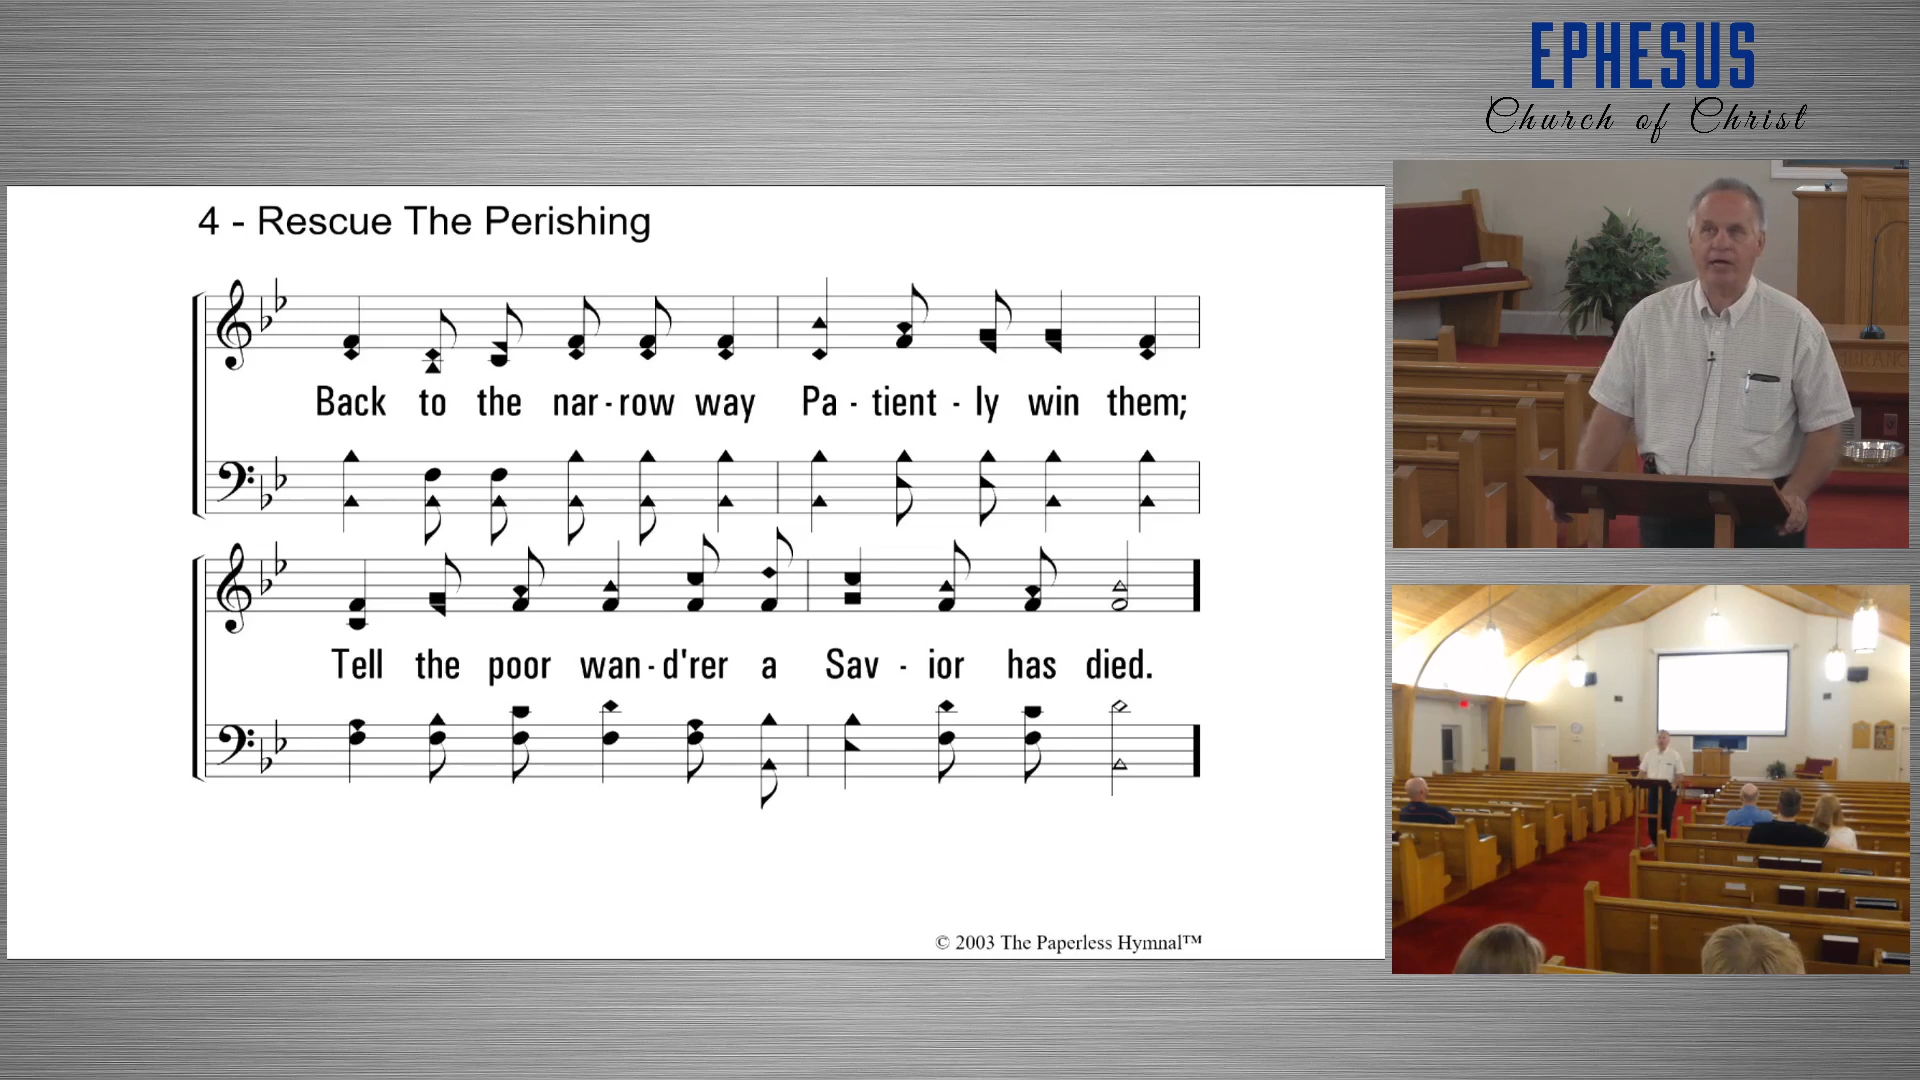 EPHESUS
Church of Christ
4 - Rescue The Perishing
Back to the nar - row way Pa - tient - ly win them;
Tell the poor wan - d'rer a Sav - ior has died.
© 2003 The Paperless Hymnal™